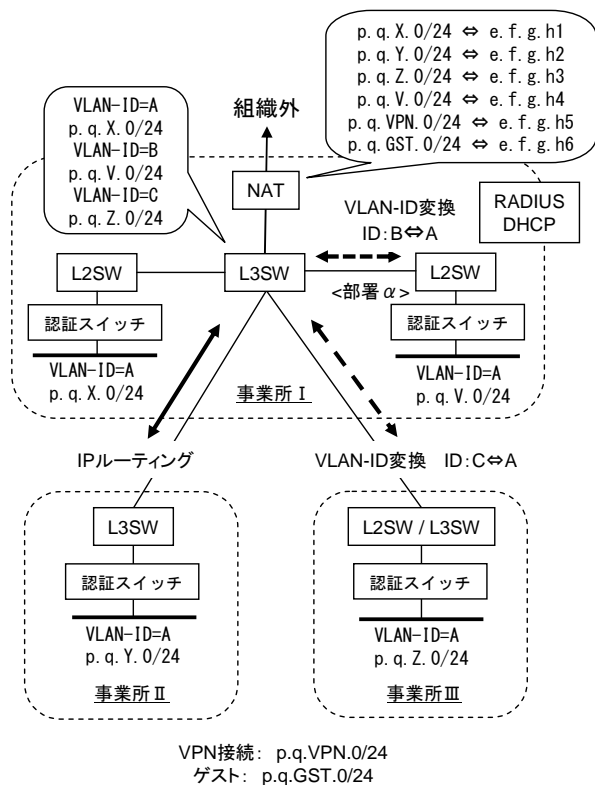 p.q.X.0/24 ⇔ e.f.g.h1
p.q.Y.0/24 ⇔ e.f.g.h2
p.q.Z.0/24 ⇔ e.f.g.h3
p.q.V.0/24 ⇔ e.f.g.h4
p.q.VPN.0/24 ⇔ e.f.g.h5
p.q.GST.0/24 ⇔ e.f.g.h6
VLAN-ID=A
p.q.X.0/24
VLAN-ID=B
p.q.V.0/24
VLAN-ID=C
p.q.Z.0/24
組織外
NAT
RADIUS
DHCP
VLAN-ID変換
ID:B⇔A
L2SW
L3SW
L2SW
<部署α>
認証スイッチ
認証スイッチ
VLAN-ID=A
p.q.X.0/24
VLAN-ID=A
p.q.V.0/24
事業所Ⅰ
IPルーティング
VLAN-ID変換 ID:C⇔A
L3SW
L2SW / L3SW
認証スイッチ
認証スイッチ
VLAN-ID=A
p.q.Y.0/24
VLAN-ID=A
p.q.Z.0/24
事業所Ⅱ
事業所Ⅲ
VPN接続: p.q.VPN.0/24
ゲスト: p.q.GST.0/24